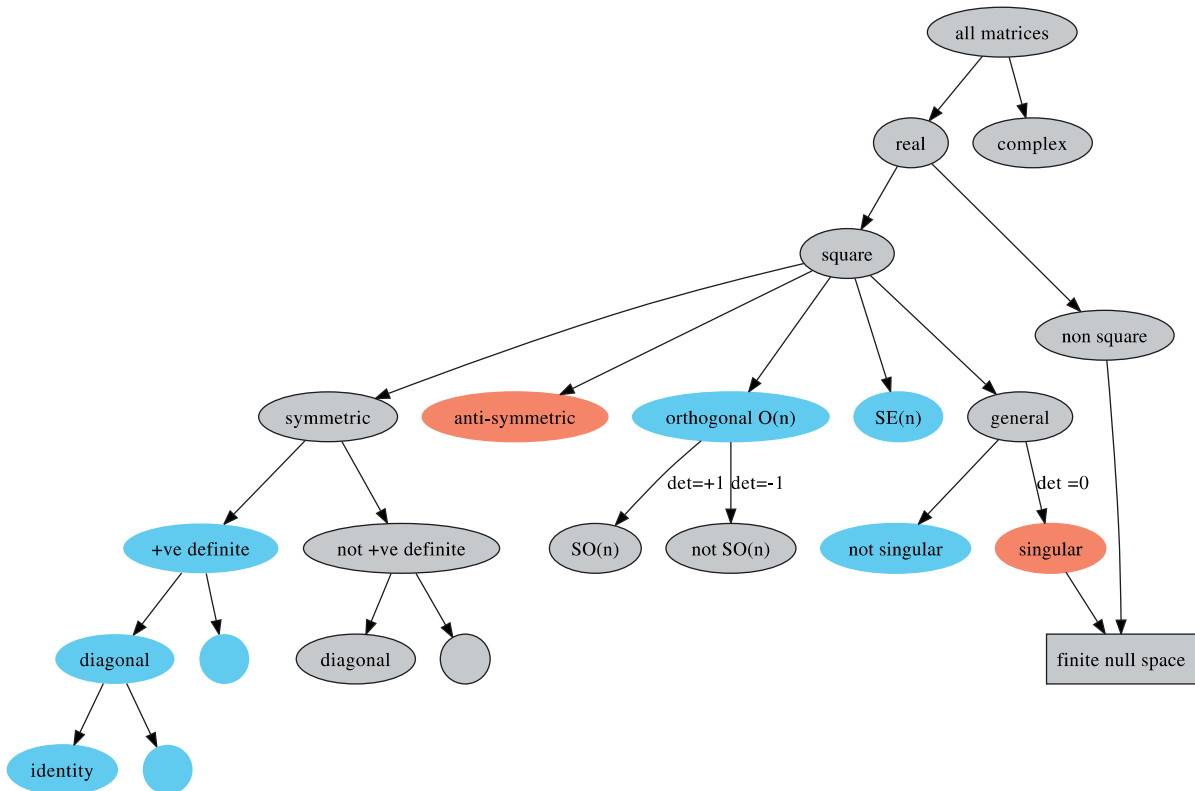 all matrices
real
complex
square
non square
symmetric
anti-symmetric
orthogonal O(n)
SE(n)
general
det=+1
det=-1
det =0
+ve definite
not +ve definite
SO(n)
not SO(n)
not singular
singular
diagonal
diagonal
finite null space
identity